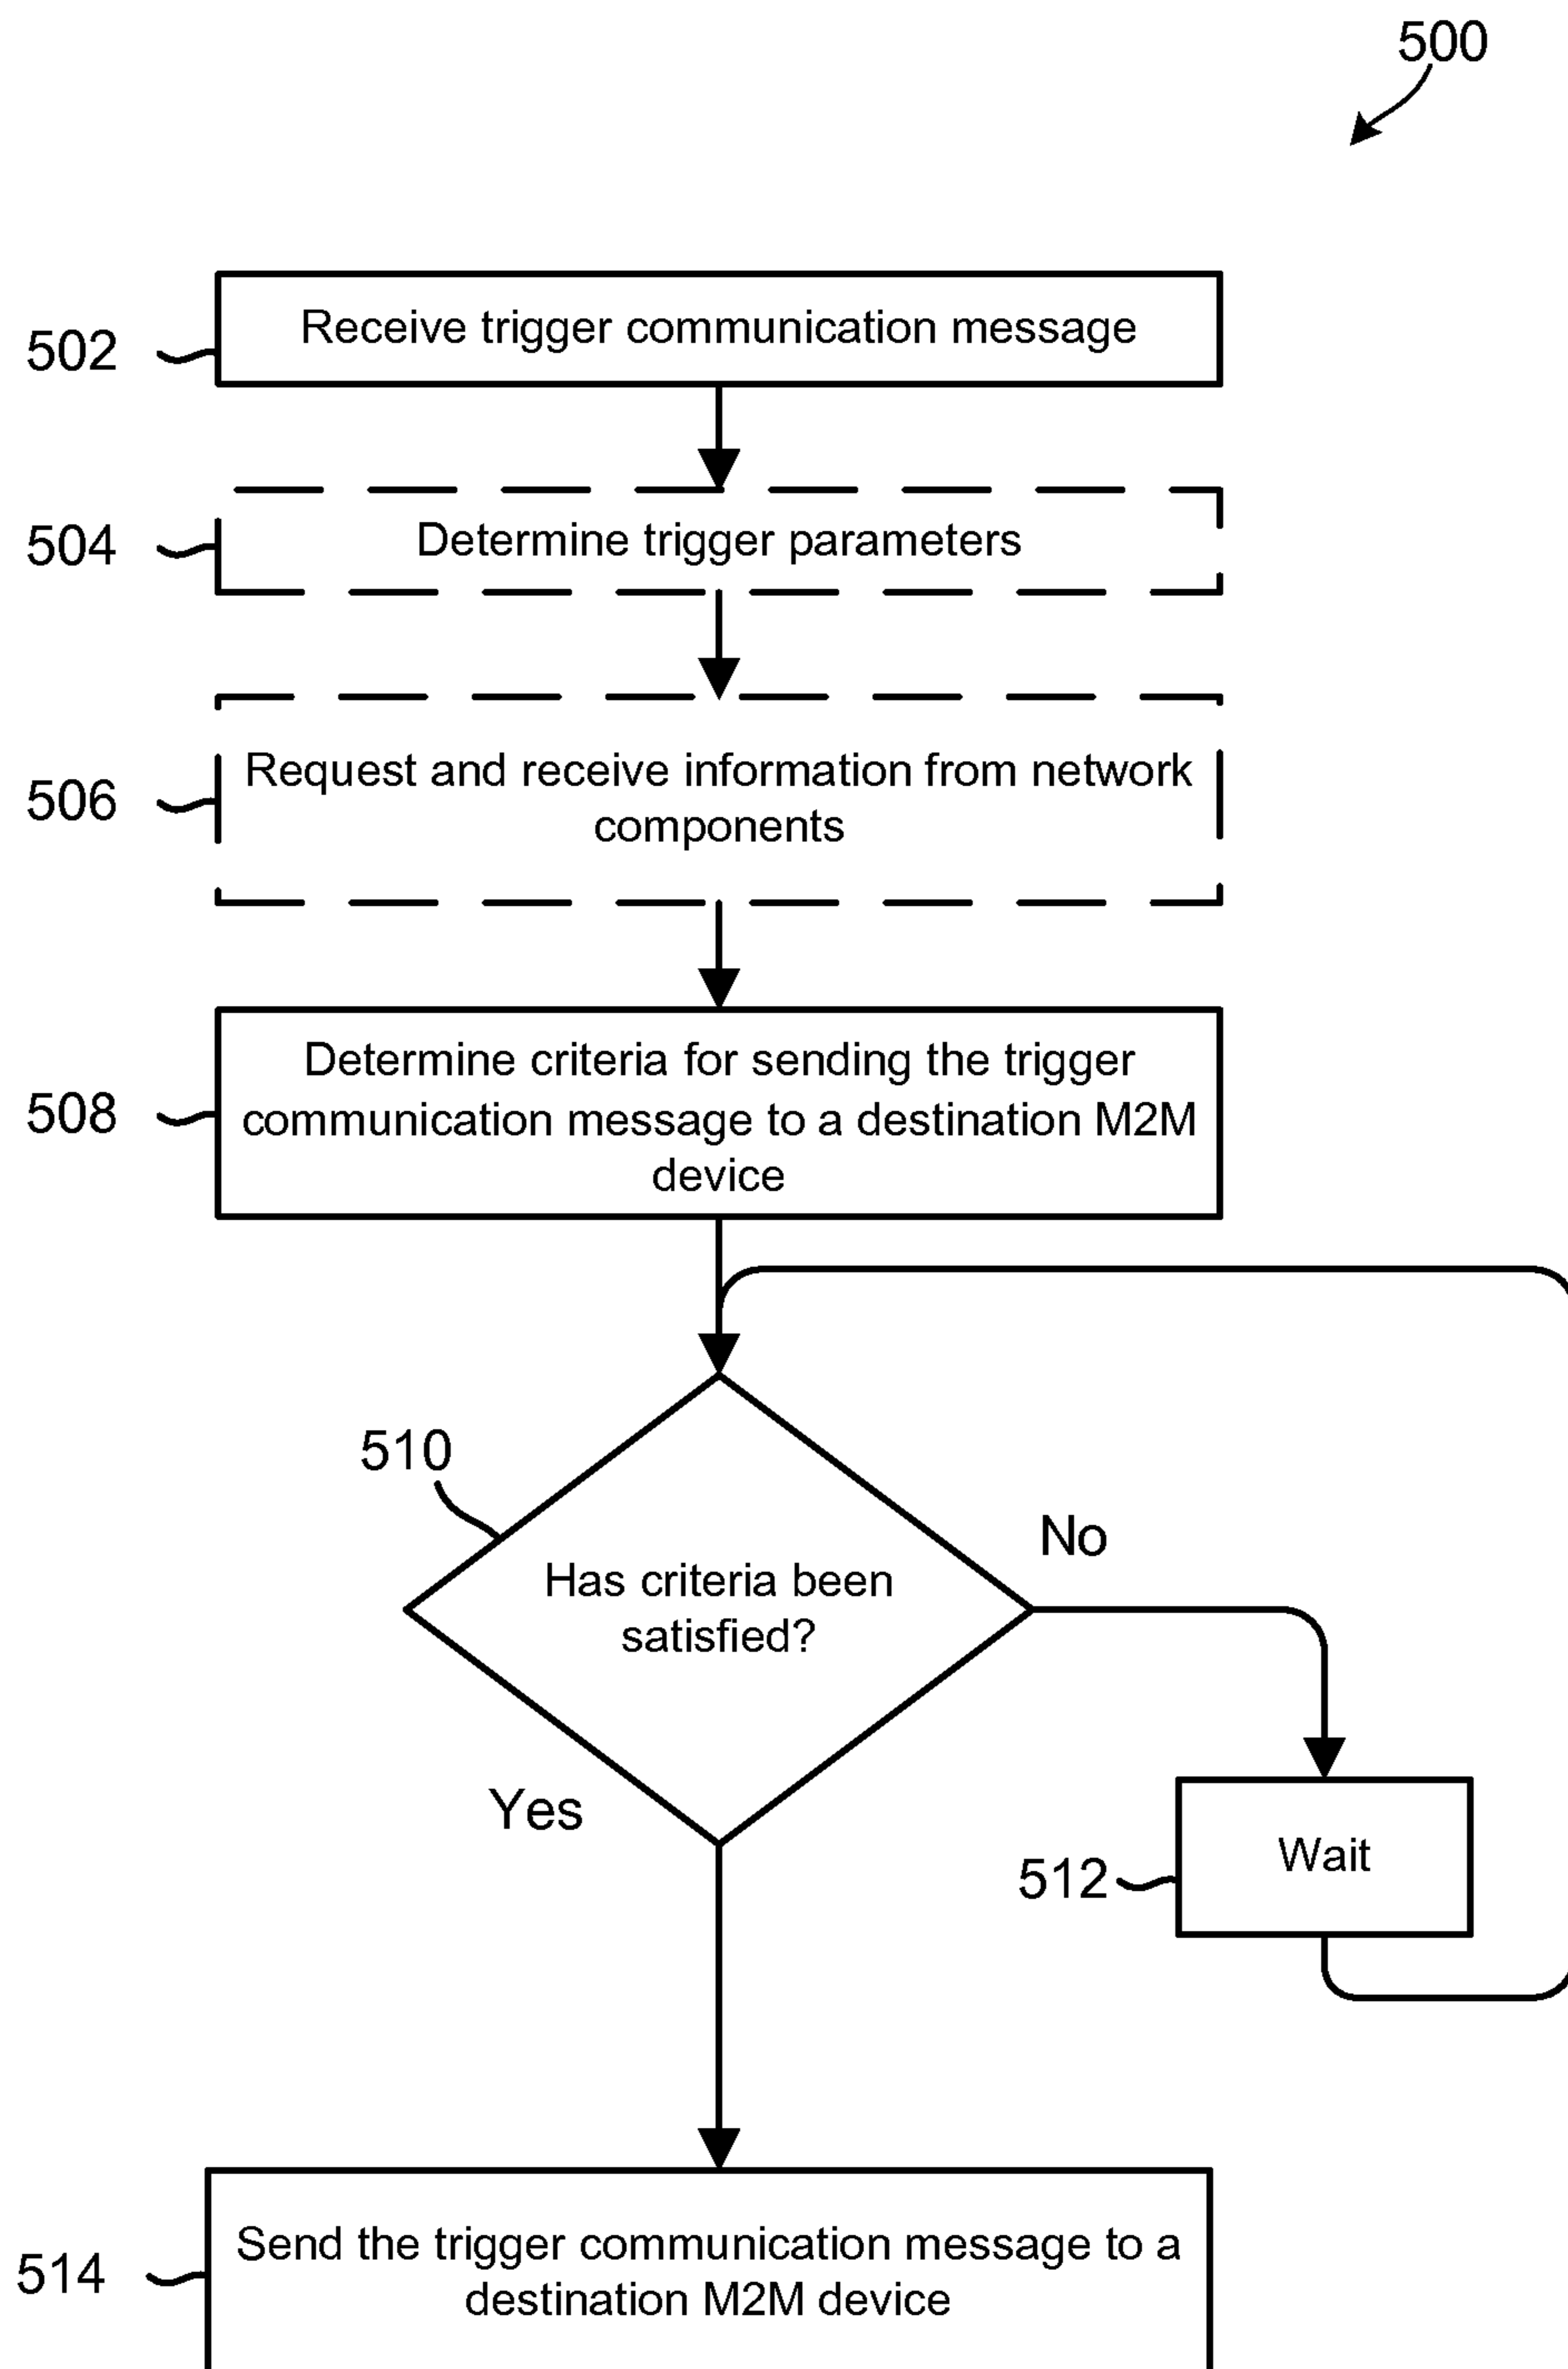 500
502
Receive trigger communication message
504
Determine trigger parameters
506
Request and receive information from network
components
508
Determine criteria for sending the trigger
communication message to a destination M2M
device
510
Has criteria been
satisfied?
No
Yes
512
Wait
514
Send the trigger communication message to a
destination M2M device